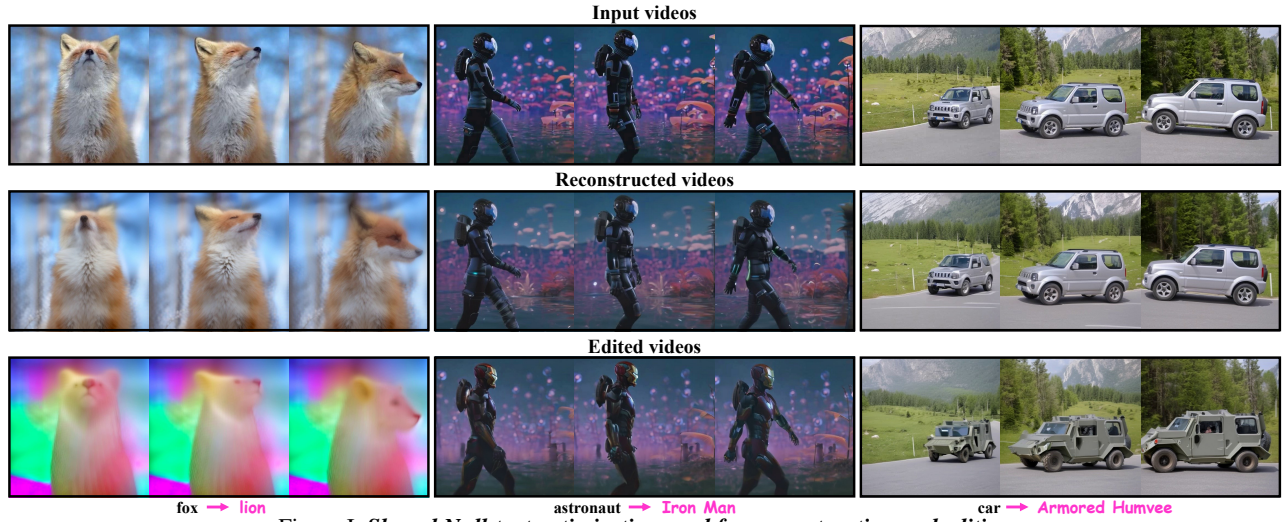 Input videos
Reconstructed videos
Edited videos
fox → lion
astronaut → Iron Man
car → Armored Humvee